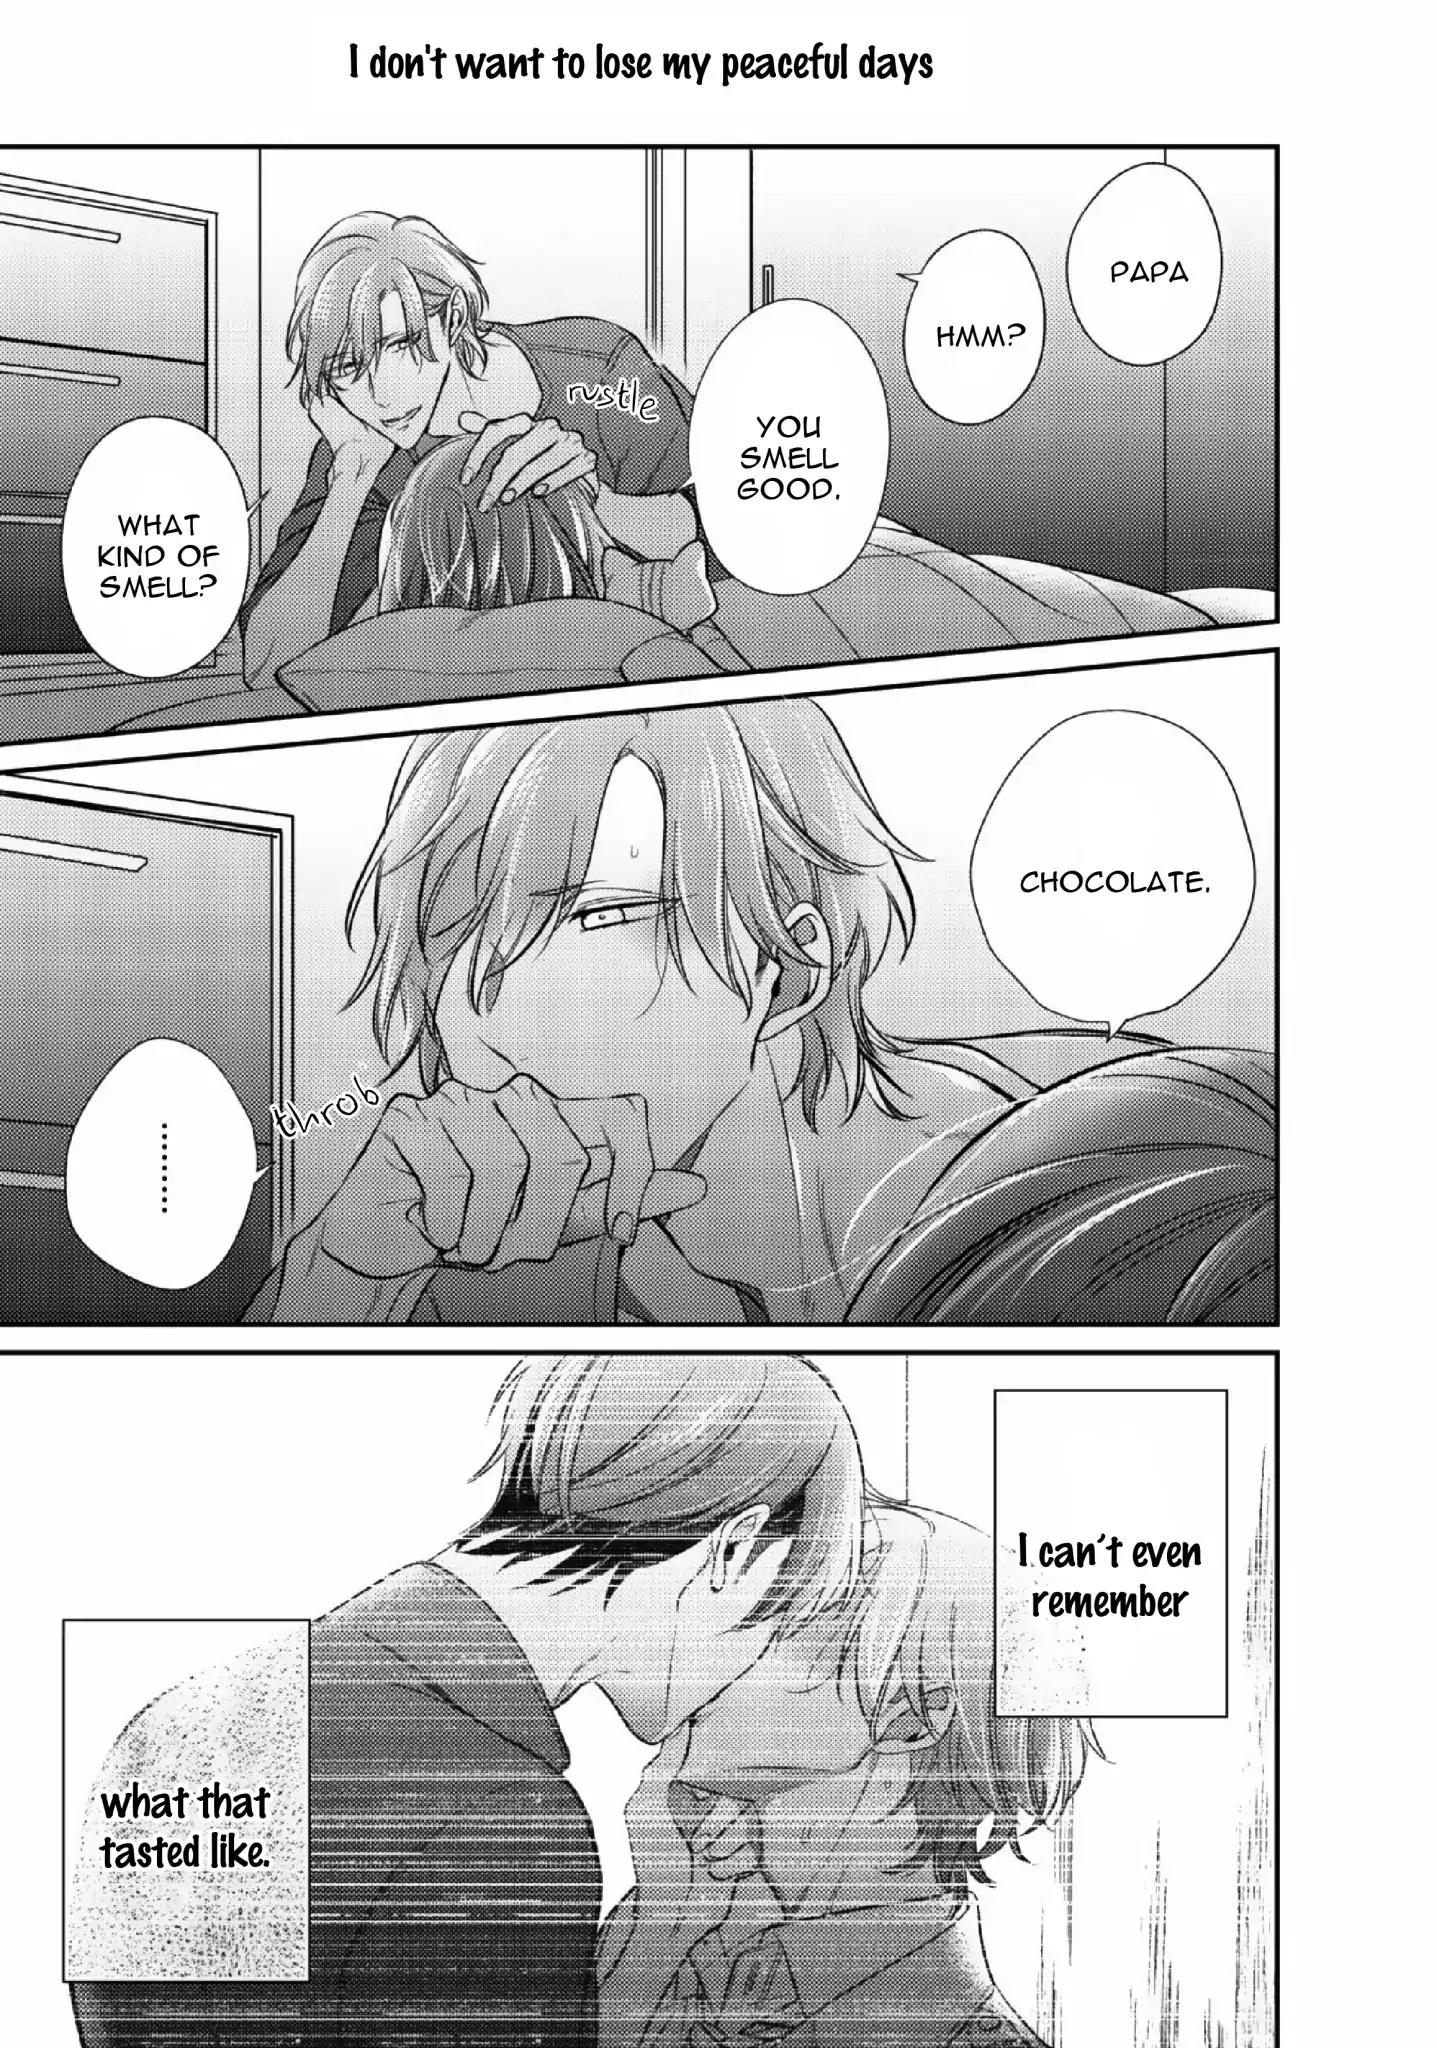 I don't want to lose my peaceful days
PAPA
HMM?
YOU
SMELL
GOOD.
rustle
WHAT
KIND OF
SMELL?
CHOCOLATE.
throb
.........
I can't even
remember
what that
tasted like.